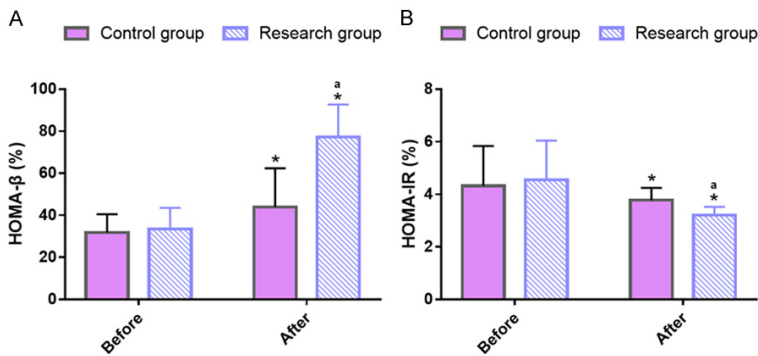 A
Control group
Research group
HOMA-β (%)
100
80
60
40
20
0
*
a
*
Before
After
B
Control group
Research group
HOMA-IR (%)
8
6
4
2
0
*
a
*
Before
After